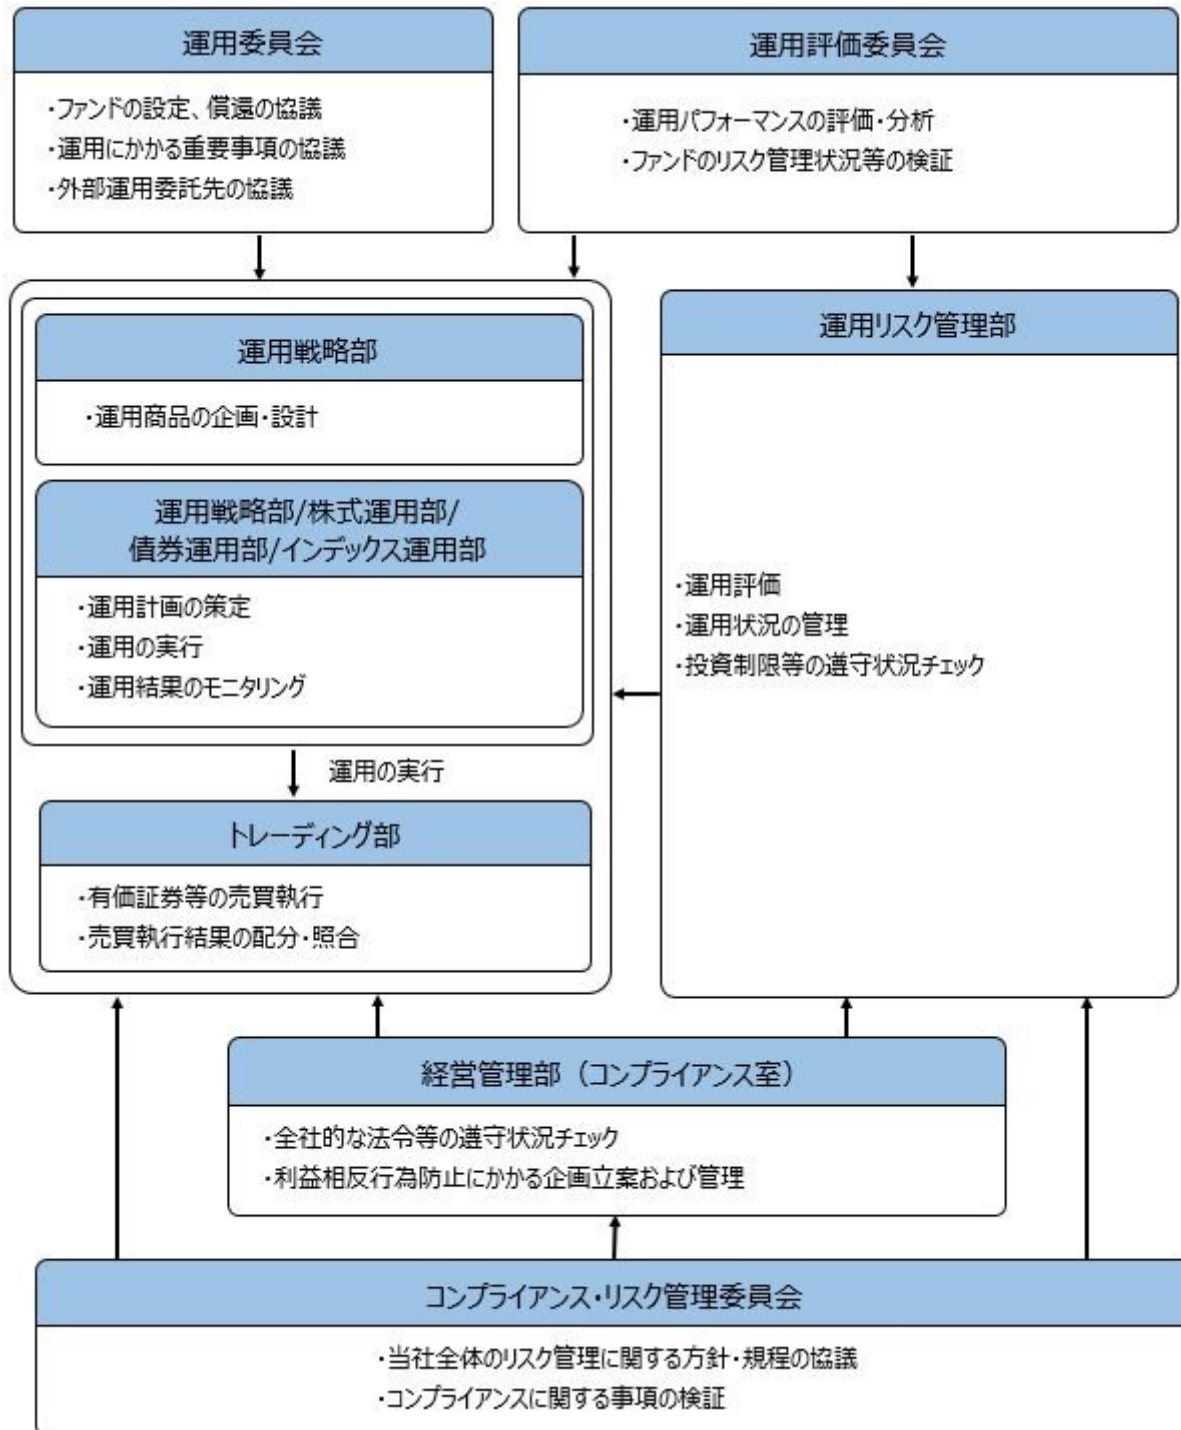 運用委員会
・ファンドの設定、償還の協議
・運用にかかる重要事項の協議
・外部運用委託先の協議
運用評価委員会
・運用パフォーマンスの評価・分析
・ファンドのリスク管理状況等の検証
運用戦略部
・運用商品の企画・設計
運用戦略部/株式運用部/
債券運用部/インデックス運用部
・運用計画の策定
・運用の実行
・運用結果のモニタリング
運用の実行
トレーディング部
・有価証券等の売買執行
・売買執行結果の配分・照合
運用リスク管理部
・運用評価
・運用状況の管理
・投資制限等の遵守状況チェック
経営管理部（コンプライアンス室）
・全社的な法令等の遵守状況チェック
・利益相反行為防止にかかる企画立案および管理
コンプライアンス・リスク管理委員会
・当社全体のリスク管理に関する方針・規程の協議
・コンプライアンスに関する事項の検証